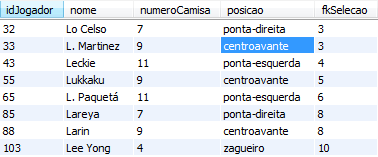 idJogador nome numeroCamisa posicao fkSelecao
32 Lo Celso 7 ponta-direita 3
33 L. Martinez 9 centroavante 3
43 Leckie 11 ponta-esquerda 4
55 Lukkaku 9 centroavante 5
65 L. Paquetá 11 ponta-esquerda 6
85 Lareya 7 ponta-direita 8
88 Larin 9 centroavante 8
103 Lee Yong 4 zagueiro 10